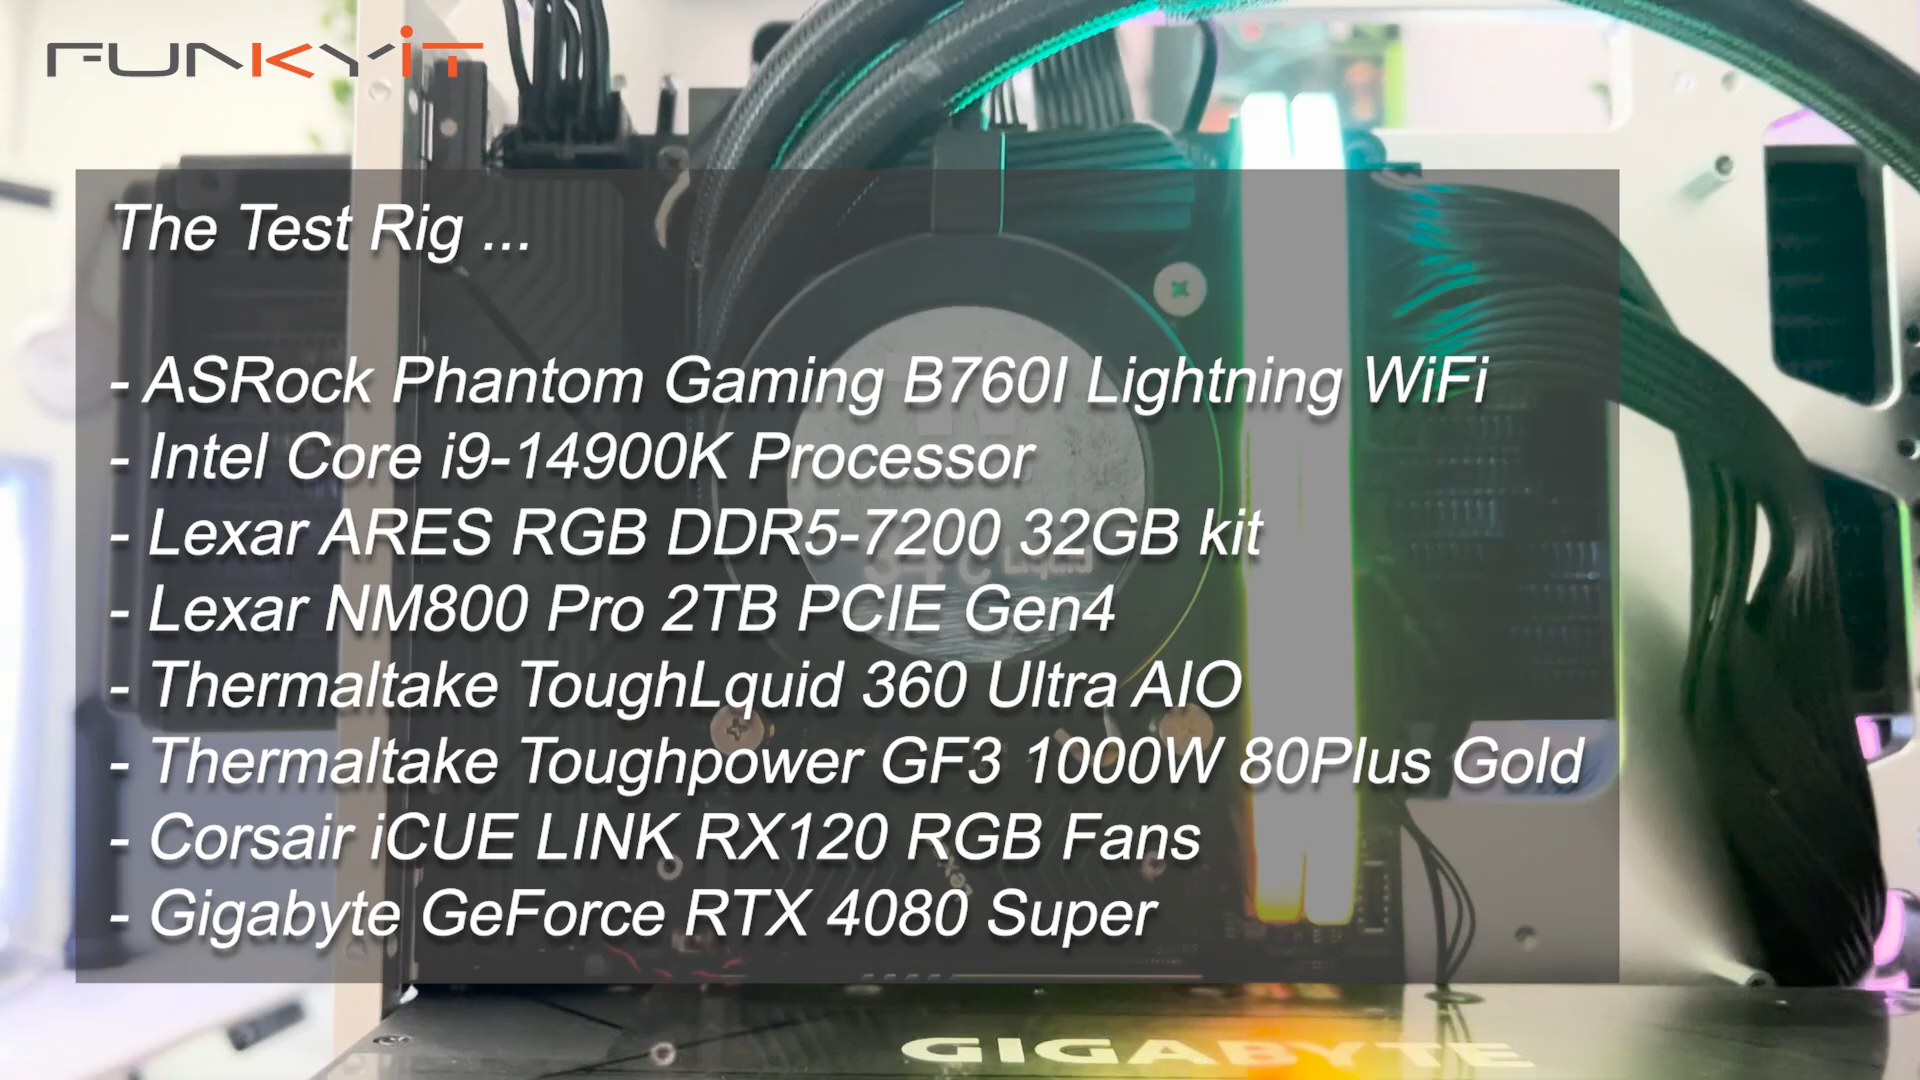 FUNKYiT
The Test Rig ...
- ASRock Phantom Gaming B760I Lightning WiFi
- Intel Core i9-14900K Processor
- Lexar ARES RGB DDR5-7200 32GB kit
- Lexar NM800 Pro 2TB PCIE Gen4
- Thermaltake ToughLquid 360 Ultra AIO
- Thermaltake Toughpower GF3 1000W 80Plus Gold
- Corsair iCUE LINK RX120 RGB Fans
- Gigabyte GeForce RTX 4080 Super
GIGABYTE